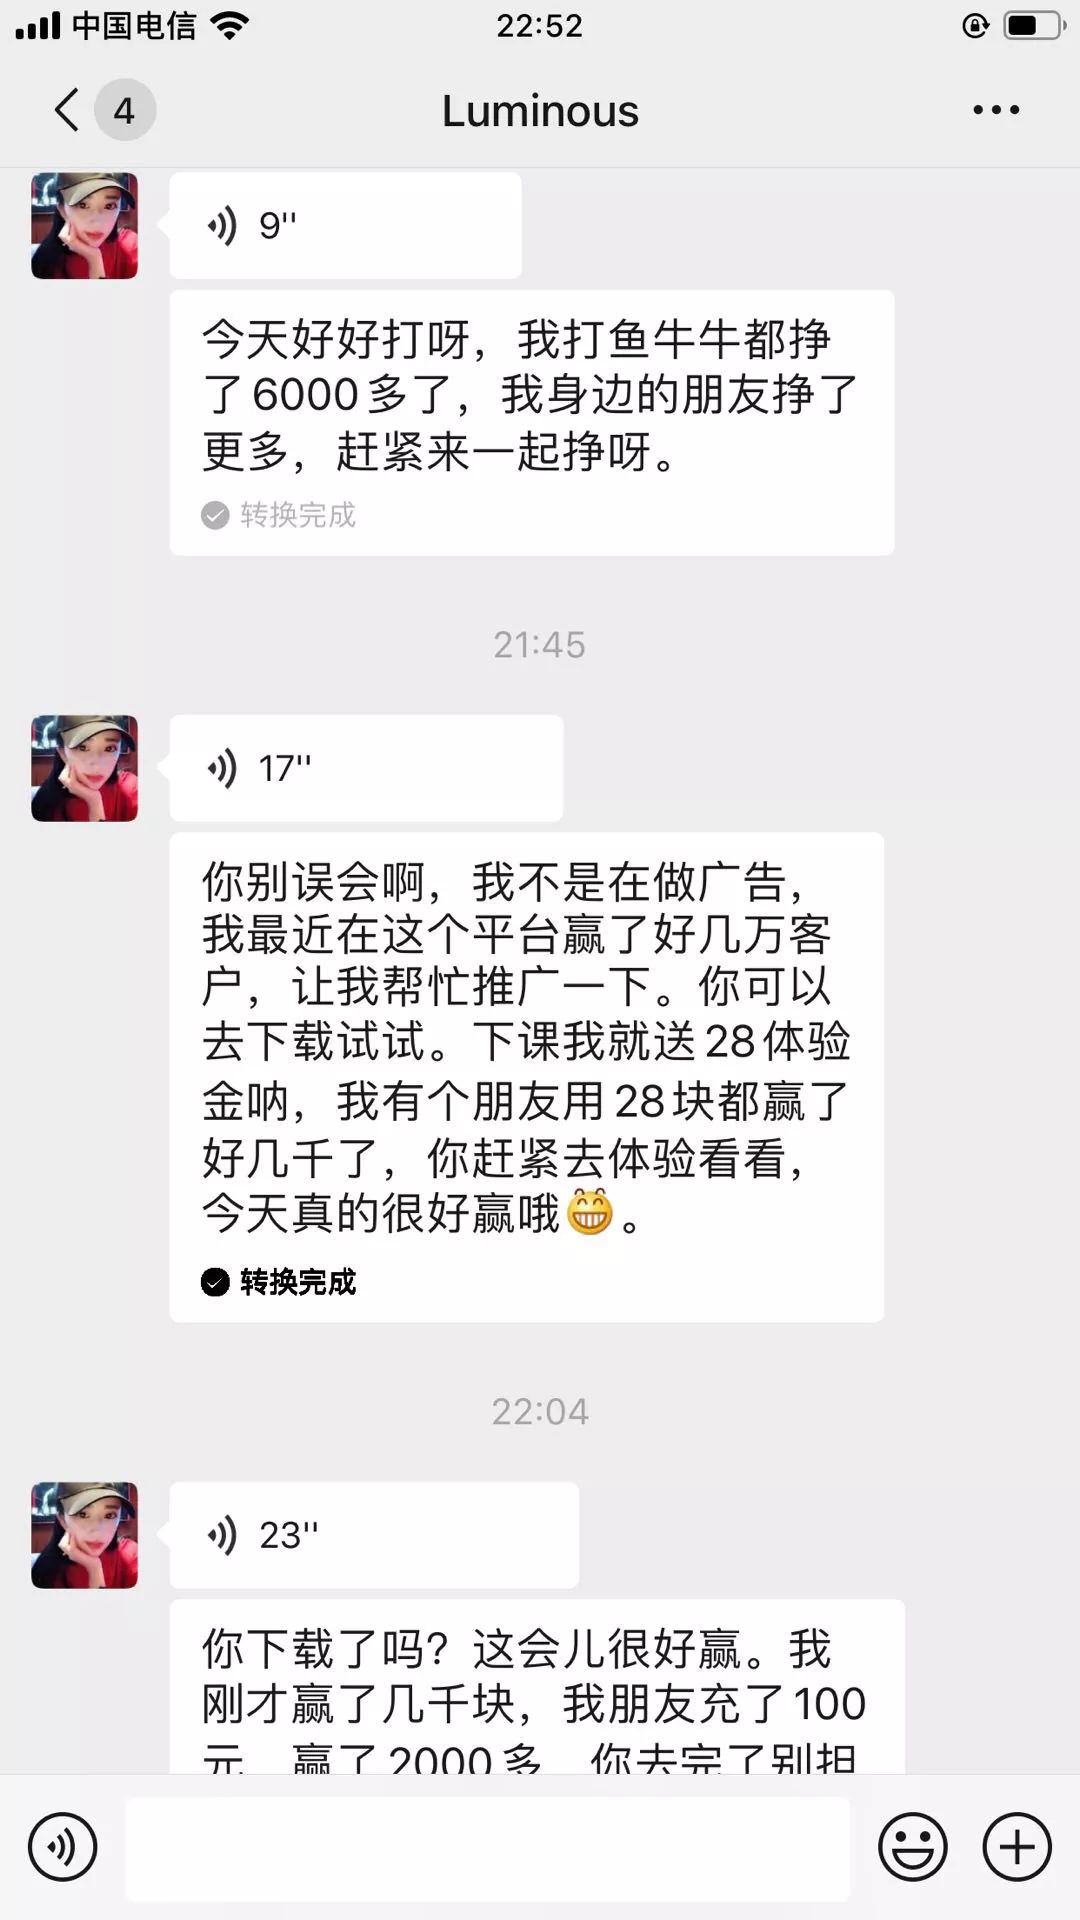 中国电信
22:52
4
Luminous
9''
今天好好打呀，我打鱼牛牛都挣
了6000多了，我身边的朋友挣了
更多，赶紧来一起挣呀。
转换完成
21:45
17''
你别误会啊，我不是在做广告，
我最近在这个平台赢了好几万客
户，让我帮忙推广一下。你可以
去下载试试。下课我就送28体验
金呐，我有个朋友用28块都赢了
好几千了，你赶紧去体验看看，
今天真的很好赢哦😁。
转换完成
22:04
23''
你下载了吗？这会儿很好赢。我
刚才赢了几千块，我朋友充了100
元，赢了2000多，你去完了别担